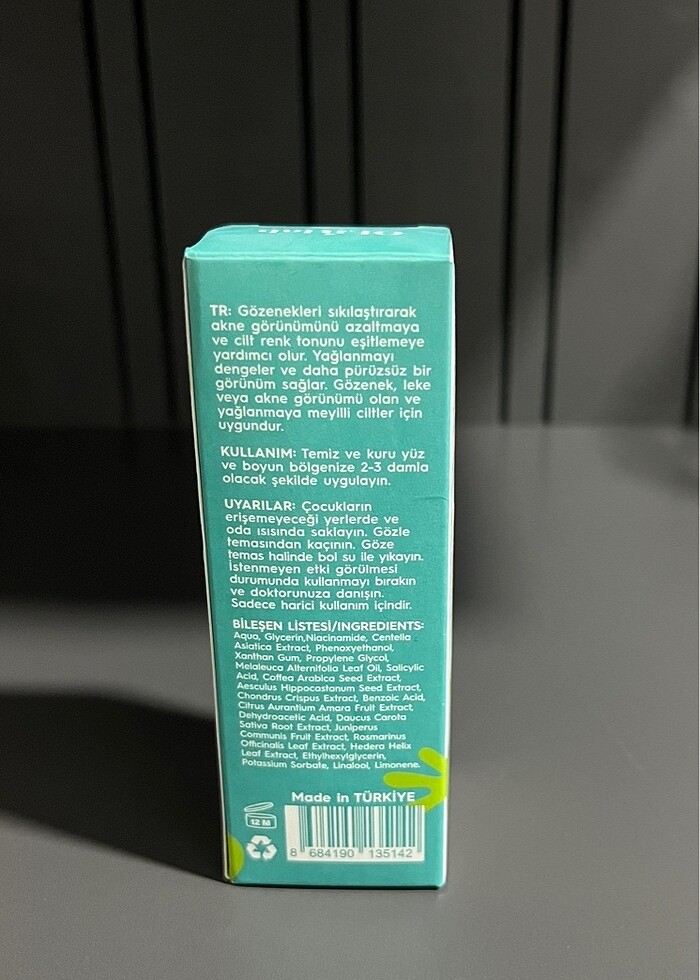 TR: Gözenekleri sıkılaştırarak
akne görünümünü azaltmaya
ve cilt renk tonunu eşitlemeye
yardımcı olur. Yağlanmayı
dengeler ve daha pürüzsüz bir
görünüm sağlar. Gözenek, leke
veya akne görünümü olan ve
yağlanmaya meyilli ciltler için
uygundur.
KULLANIM: Temiz ve kuru yüz
ve boyun bölgenize 2-3 damla
olacak şekilde uygulayın.
UYARILAR: Çocukların
erişemeyeceği yerlerde ve
oda ısısında saklayın. Gözle
temasından kaçının. Göze
temas halinde bol su ile yıkayın.
İstenmeyen etki görülmesi
durumunda kullanmayı bırakın
ve doktorunuza danışın.
Sadece harici kullanım içindir.
BİLEŞEN LİSTESİ/INGREDIENTS:
Aqua, Glycerin,Niacinamide, Centella
Asiatica Extract, Phenoxyethanol,
Xanthan Gum, Propylene Glycol,
Melaleuca Alternifolia Leaf Oil, Salicylic
Acid, Coffea Arabica Seed Extract,
Aesculus Hippocastanum Seed Extract,
Chondrus Crispus Extract, Benzoic Acid,
Citrus Aurantium Amara Fruit Extract,
Dehydroacetic Acid, Daucus Carota
Sativa Root Extract, Juniperus
Communis Fruit Extract, Rosmarinus
Officinalis Leaf Extract, Hedera Helix
Leaf Extract, Ethylhexylglycerin,
Potassium Sorbate, Linalool, Limonene.
Made in TÜRKİYE
12 M
8 684190 135142